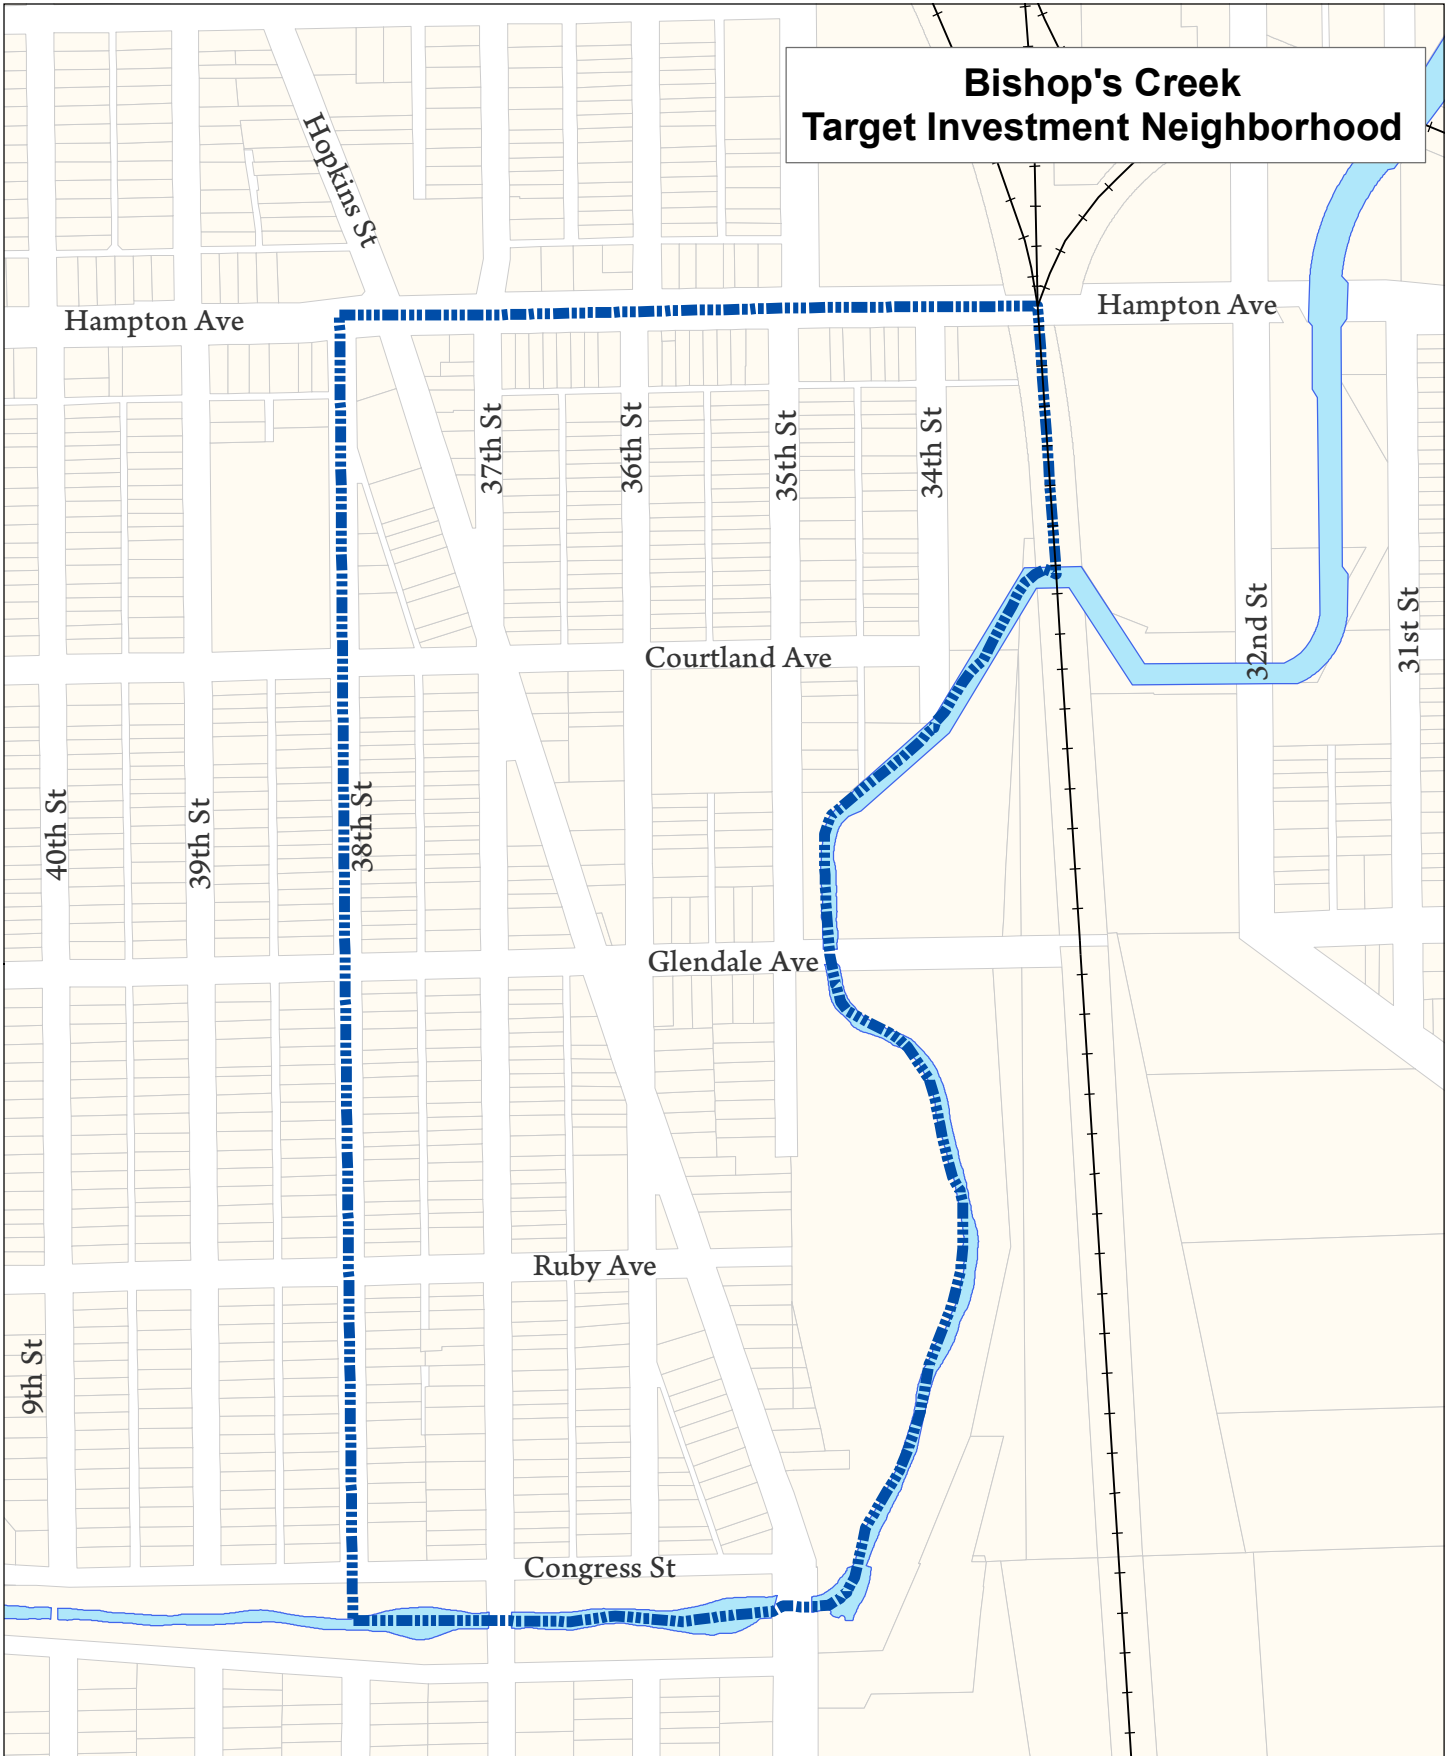 Bishop's Creek
Target Investment Neighborhood
Hopkins St
Hampton Ave
Hampton Ave
37th St
36th St
35th St
34th St
32nd St
31st St
Courtland Ave
40th St
39th St
38th St
Glendale Ave
Ruby Ave
9th St
Congress St